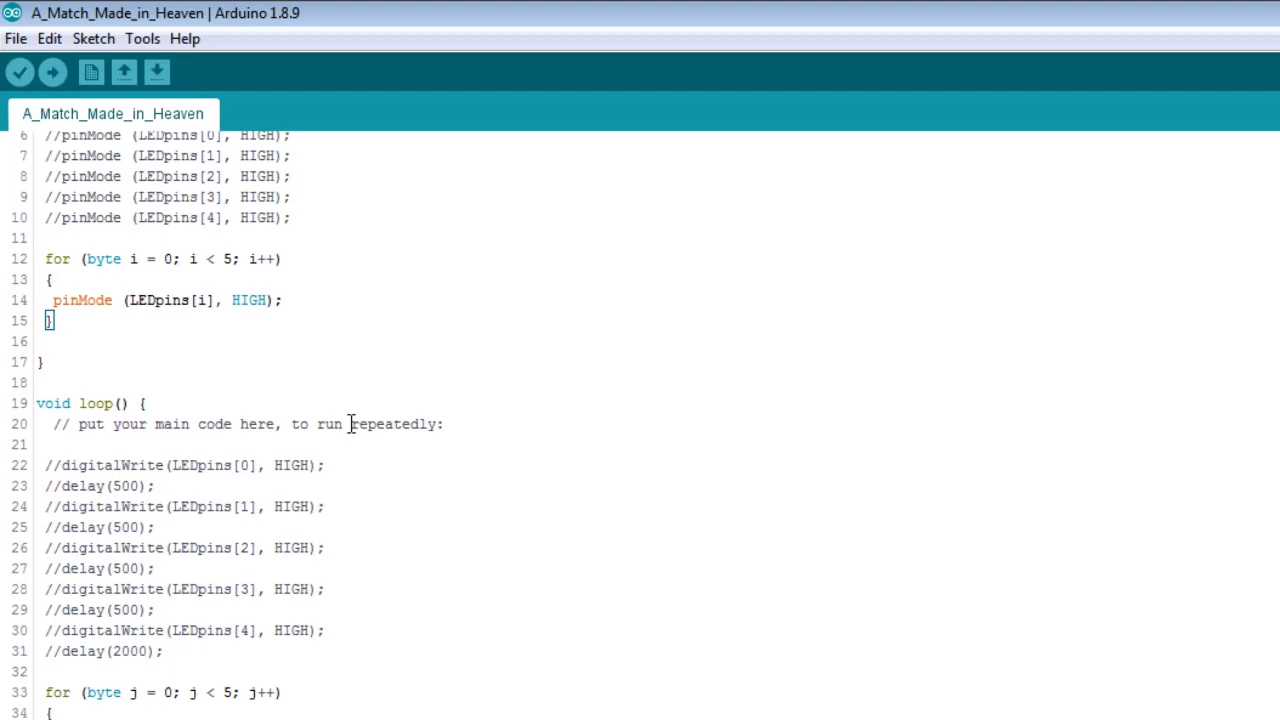 A_Match_Made_in_Heaven | Arduino 1.8.9
File Edit Sketch Tools Help
A_Match_Made_in_Heaven
6 //pinMode (LEDpins[0], HIGH);
7 //pinMode (LEDpins[1], HIGH);
8 //pinMode (LEDpins[2], HIGH);
9 //pinMode (LEDpins[3], HIGH);
10 //pinMode (LEDpins[4], HIGH);
11
12 for (byte i = 0; i < 5; i++)
13 {
14 pinMode (LEDpins[i], HIGH);
15 }
16
17 }
18
19 void loop() {
20 // put your main code here, to run repeatedly:
21
22 //digitalWrite(LEDpins[0], HIGH);
23 //delay(500);
24 //digitalWrite(LEDpins[1], HIGH);
25 //delay(500);
26 //digitalWrite(LEDpins[2], HIGH);
27 //delay(500);
28 //digitalWrite(LEDpins[3], HIGH);
29 //delay(500);
30 //digitalWrite(LEDpins[4], HIGH);
31 //delay(2000);
32
33 for (byte j = 0; j < 5; j++)
34 {